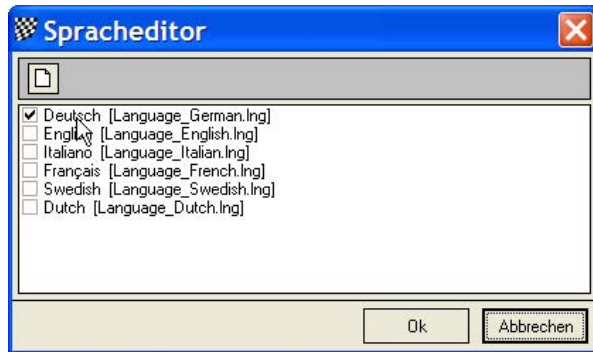 Spracheditor
Deutsch [Language_German.lng]
English [Language_English.lng]
Italiano [Language_Italian.lng]
Français [Language_French.lng]
Swedish [Language_Swedish.lng]
Dutch [Language_Dutch.lng]
Ok Abbrechen